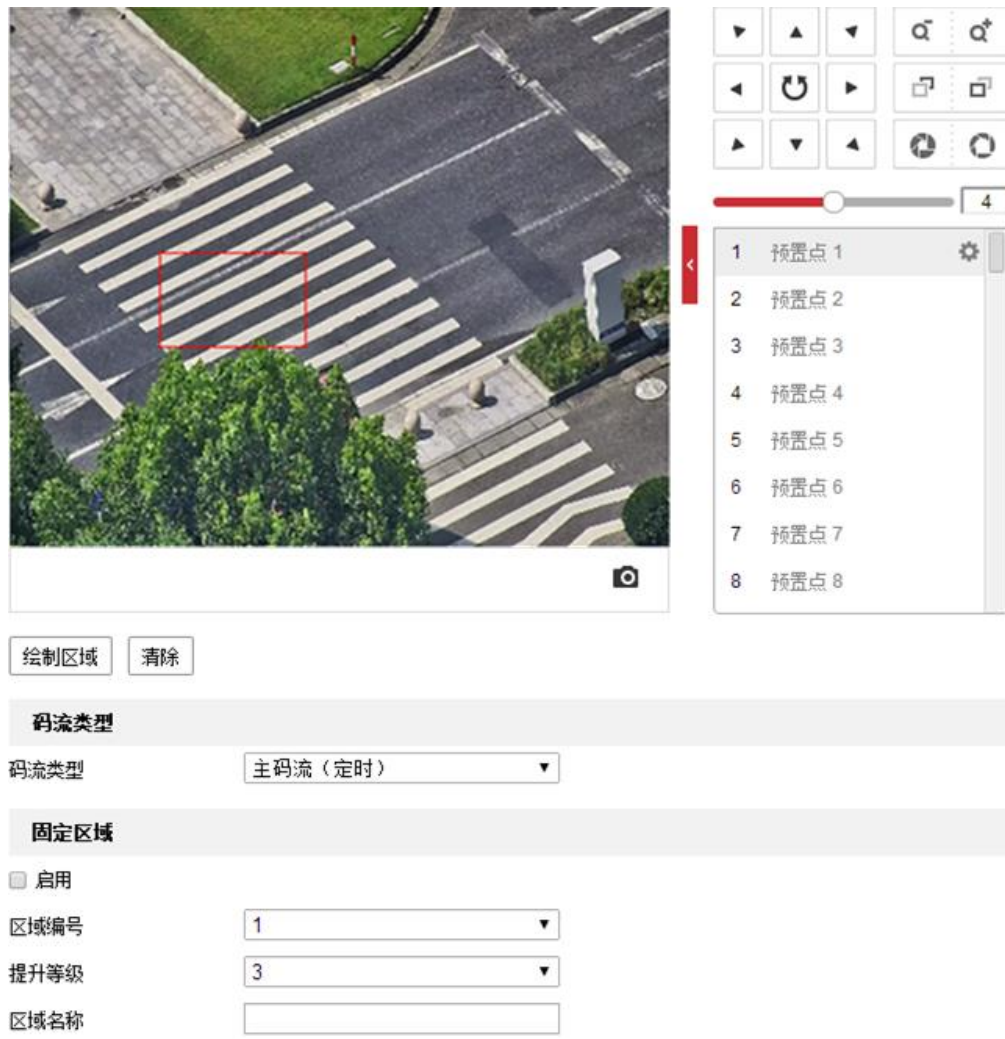 4
1 预置点 1
2 预置点 2
3 预置点 3
4 预置点 4
5 预置点 5
6 预置点 6
7 预置点 7
8 预置点 8
绘制区域 清除
码流类型
码流类型 主码流（定时）
固定区域
启用
区域编号 1
提升等级 3
区域名称